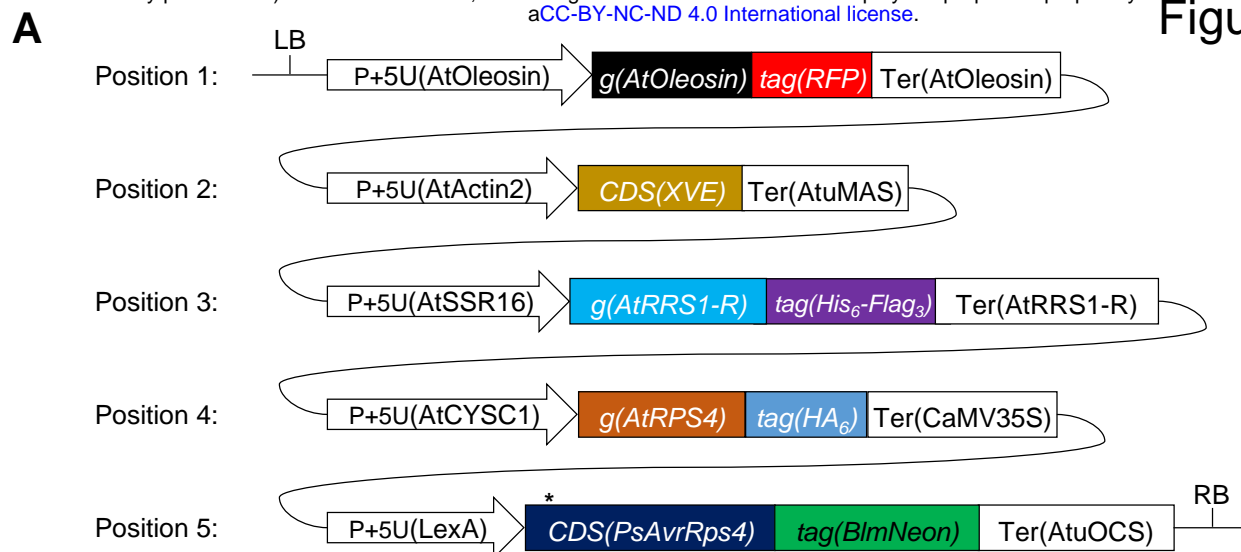 aCC-BY-NC-ND 4.0 International license.
A
LB
Position 1: P+5U(AtOleosin) g(AtOleosin) tag(RFP) Ter(AtOleosin)
Position 2: P+5U(AtActin2) CDS(XVE) Ter(AtuMAS)
Position 3: P+5U(AtSSR16) g(AtRRS1-R) tag(His₆-Flag₃) Ter(AtRRS1-R)
Position 4: P+5U(AtCYSC1) g(AtRPS4) tag(HA₆) Ter(CaMV35S)
*
RB
Position 5: P+5U(LexA) CDS(PsAvrRps4) tag(BlmNeon) Ter(AtuOCS)